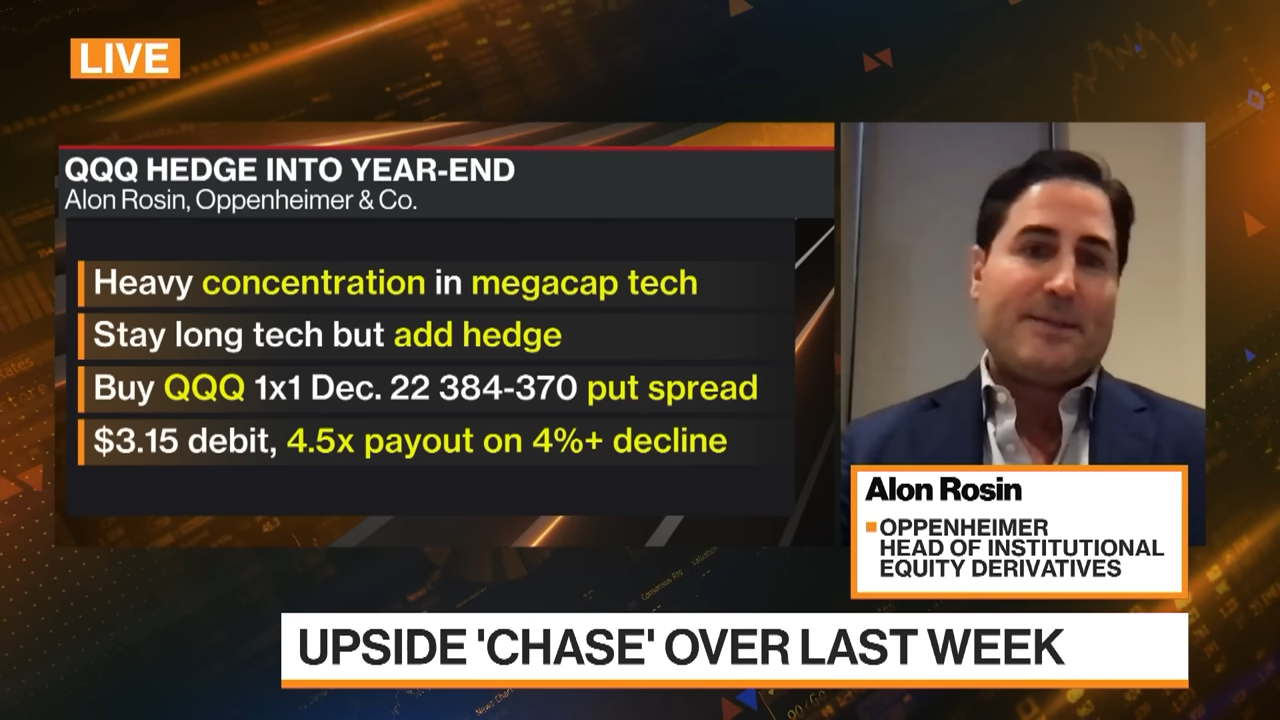 LIVE
QQQ HEDGE INTO YEAR-END
Alon Rosin, Oppenheimer & Co.
Heavy concentration in megacap tech
Stay long tech but add hedge
Buy QQQ 1x1 Dec. 22 384-370 put spread
$3.15 debit, 4.5x payout on 4%+ decline
Alon Rosin
OPPENHEIMER
HEAD OF INSTITUTIONAL
EQUITY DERIVATIVES
UPSIDE 'CHASE' OVER LAST WEEK